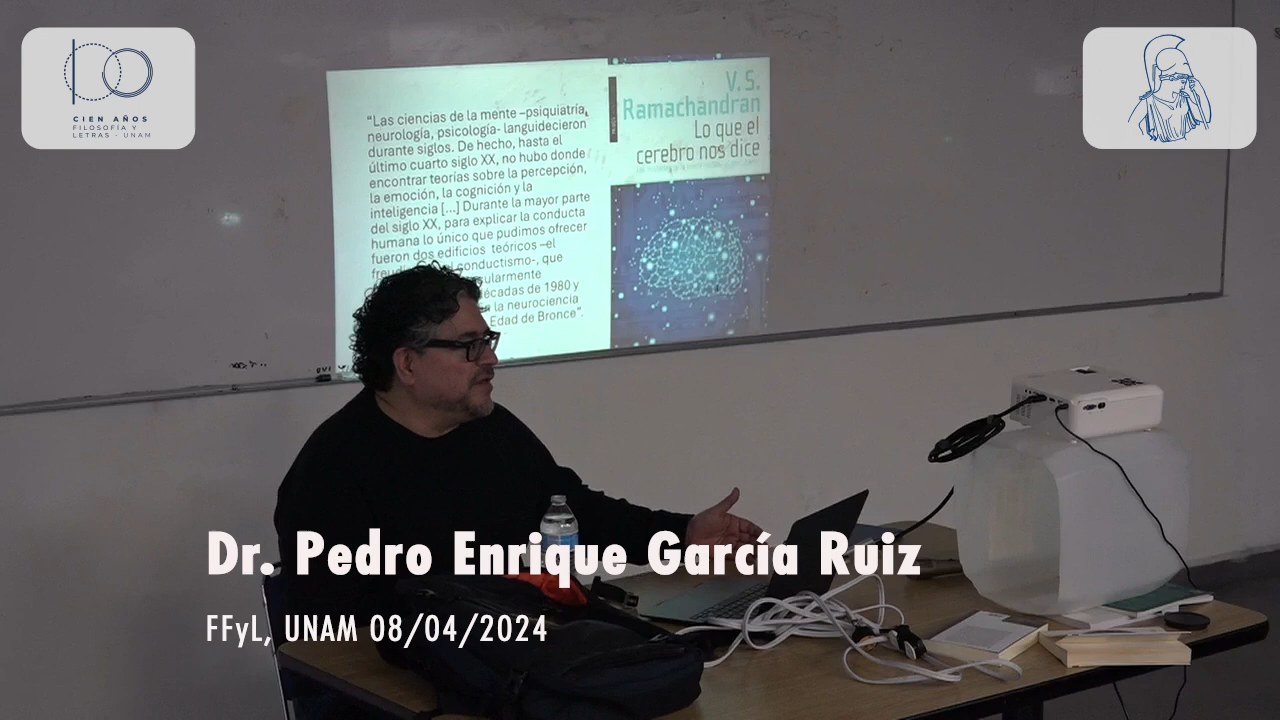 CIEN AÑOS
FILOSOFÍA Y
LETRAS - UNAM
“Las ciencias de la mente –psiquiatría,
neurología, psicología- languidecieron
durante siglos. De hecho, hasta el
último cuarto siglo XX, no hubo donde
encontrar teorías sobre la percepción,
la emoción, la cognición y la
inteligencia [...] Durante la mayor parte
del siglo XX, para explicar la conducta
humana lo único que pudimos ofrecer
fueron dos edificios teóricos –el
conductismo-, que
décadas de 1980 y
la neurociencia
Edad de Bronce”.
V. S.
Ramachandran
Lo que el
cerebro nos dice
Dr. Pedro Enrique García Ruiz
FFyL, UNAM 08/04/2024